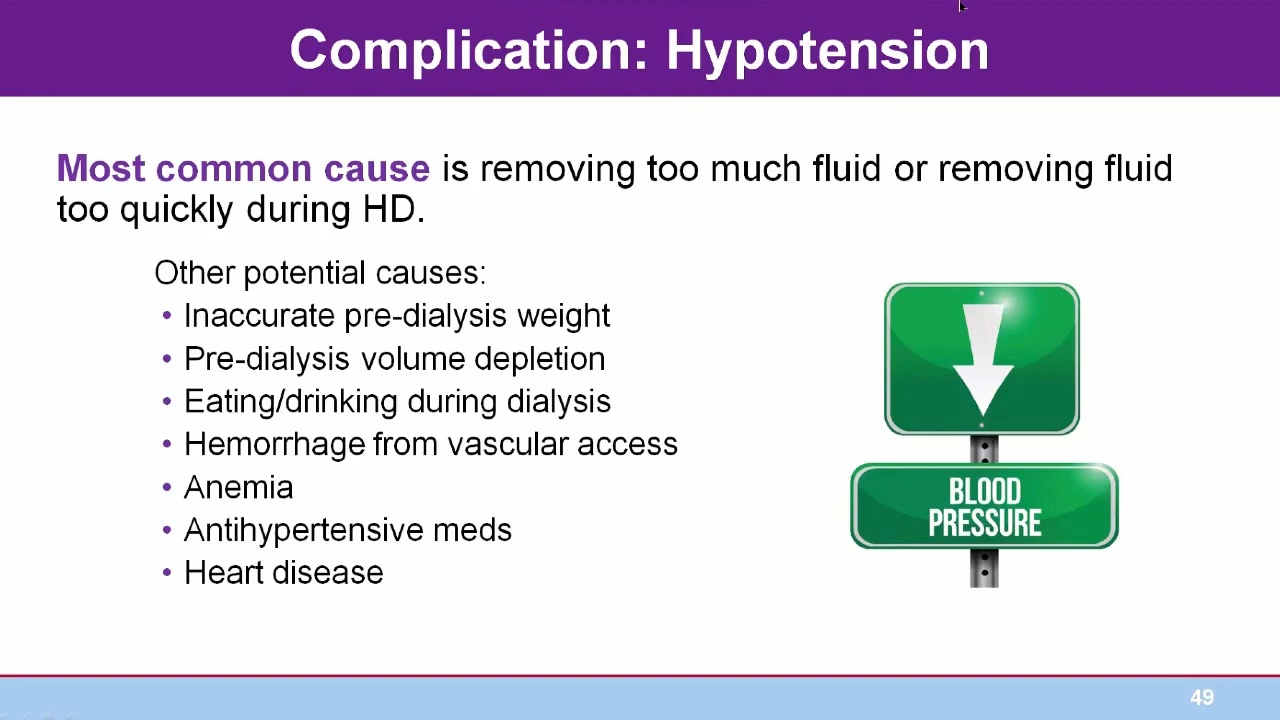 Complication: Hypotension
Most common cause is removing too much fluid or removing fluid
too quickly during HD.
Other potential causes:
• Inaccurate pre-dialysis weight
• Pre-dialysis volume depletion
• Eating/drinking during dialysis
• Hemorrhage from vascular access
• Anemia
• Antihypertensive meds
• Heart disease
BLOOD
PRESSURE
49